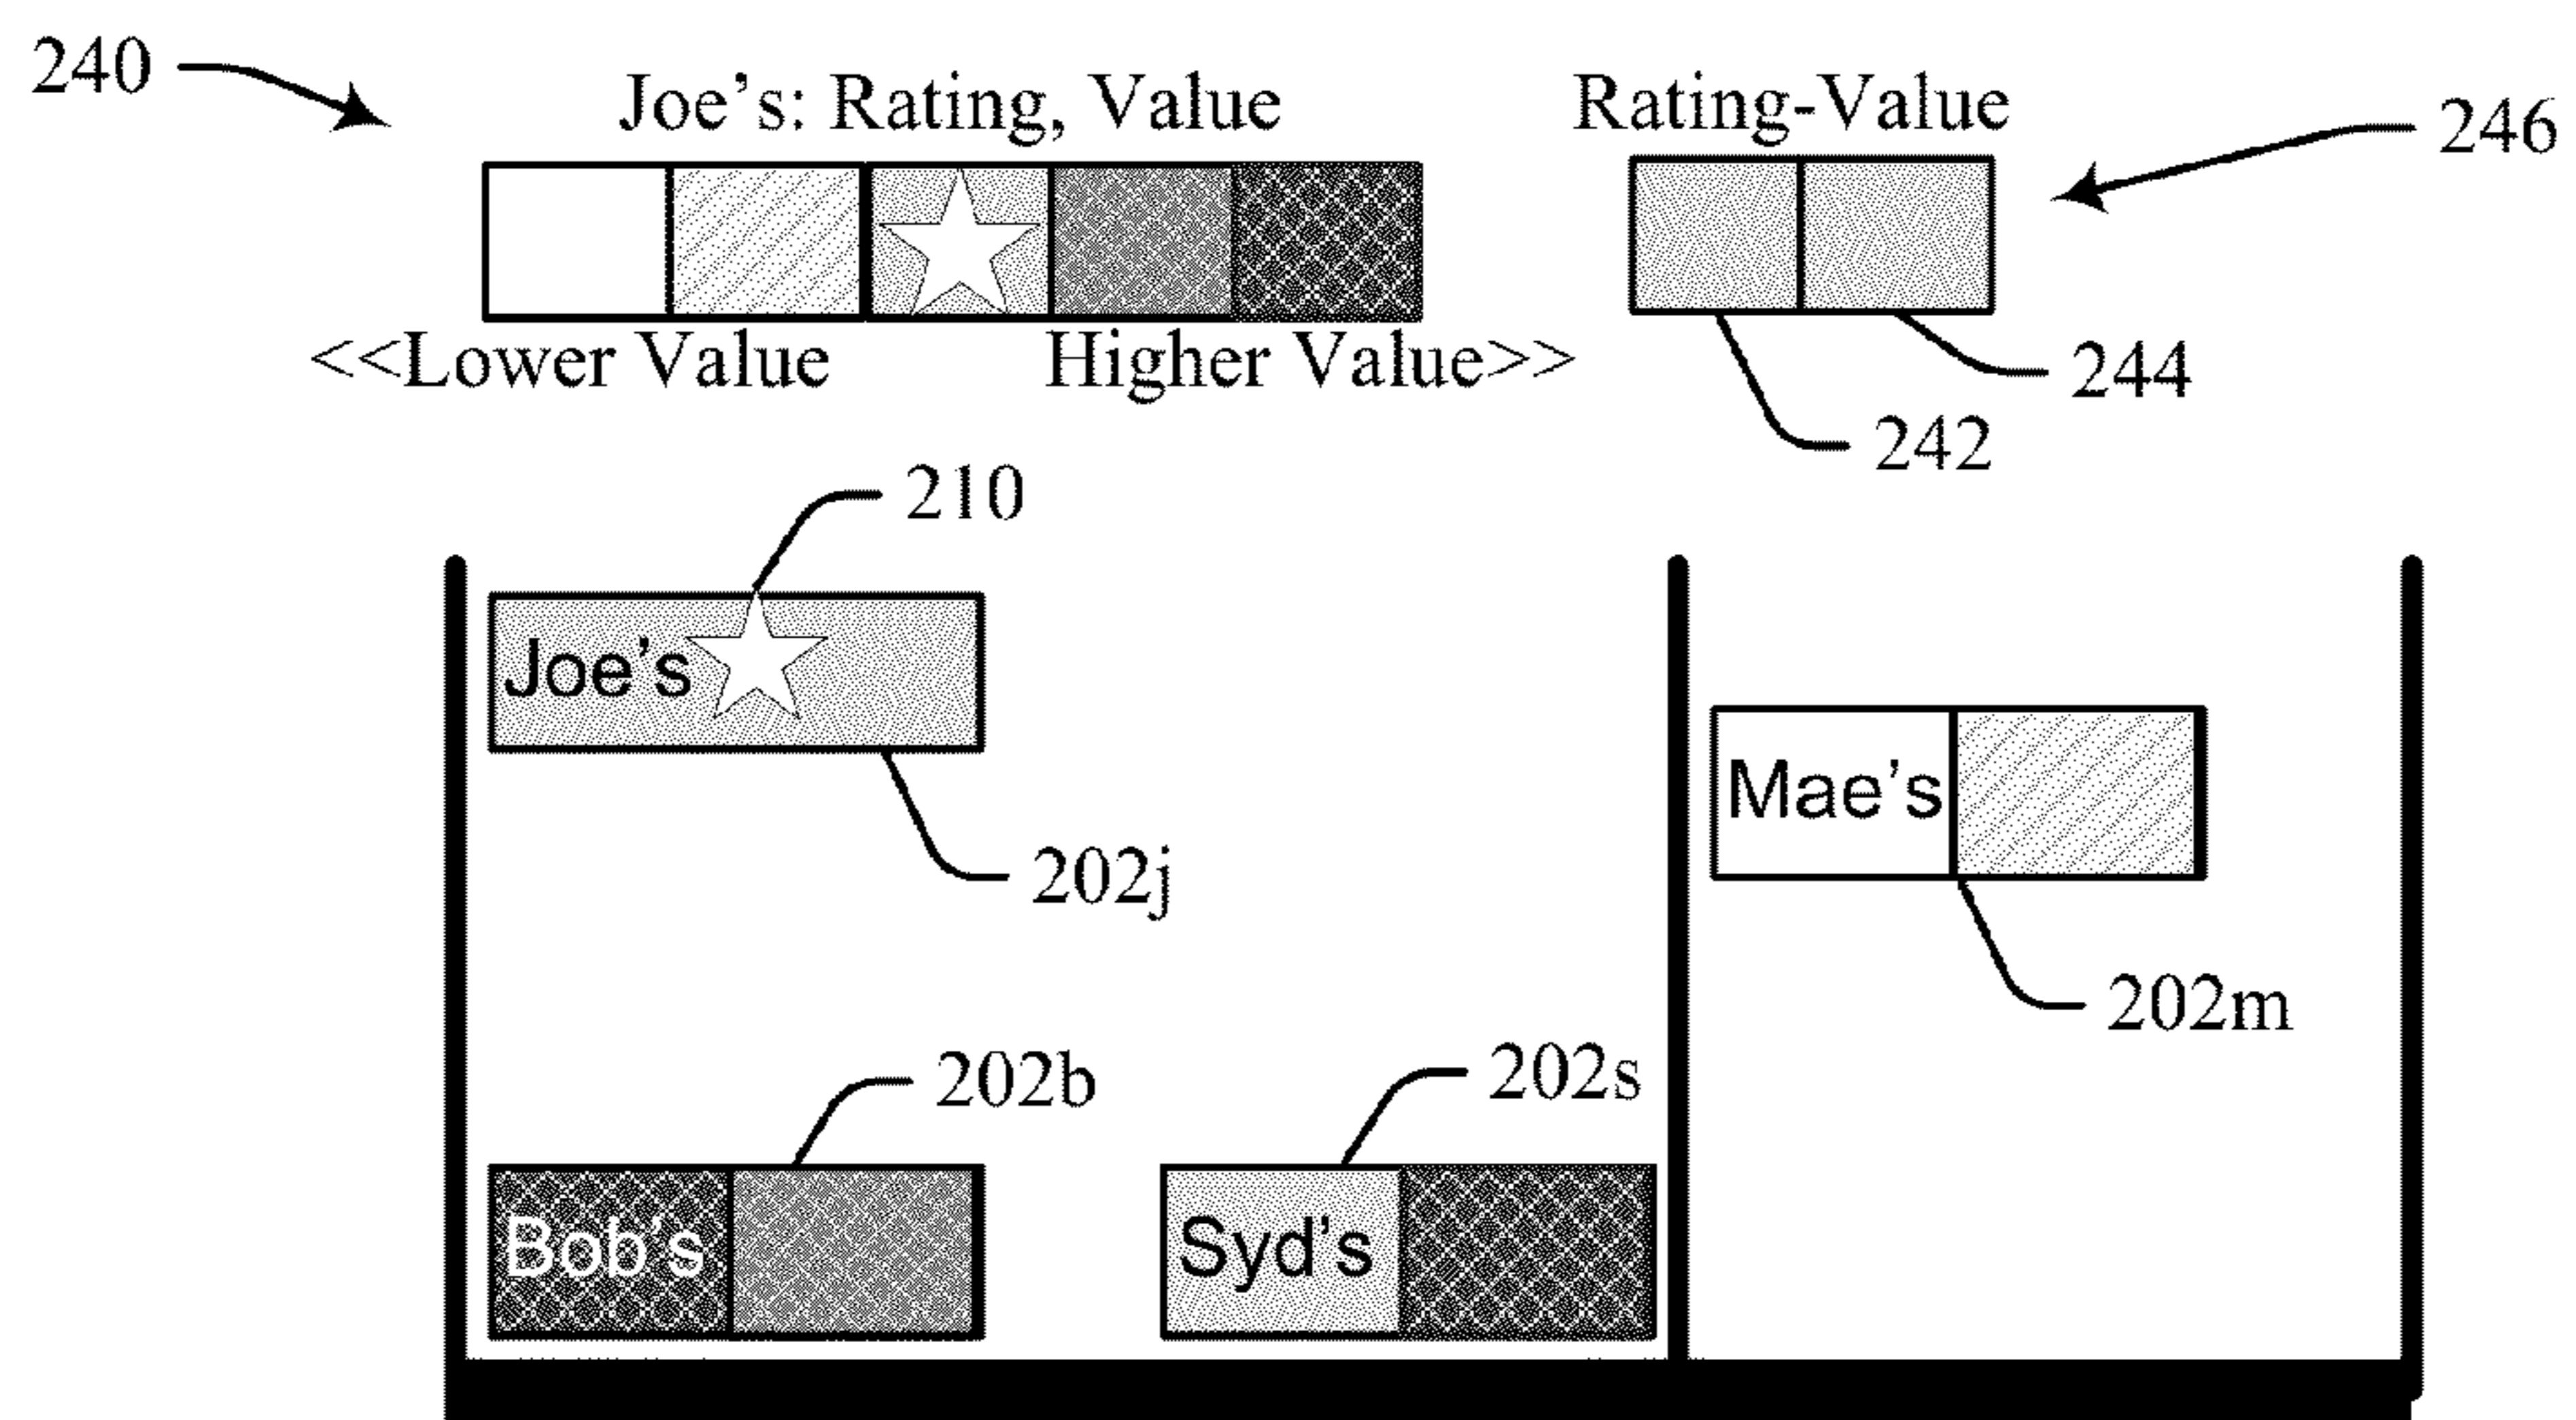 240
Joe's: Rating, Value
Rating-Value
246
<<Lower Value
Higher Value>>
244
242
210
Joe's
Mae's
202j
202m
202b
202s
Bob's
Syd's